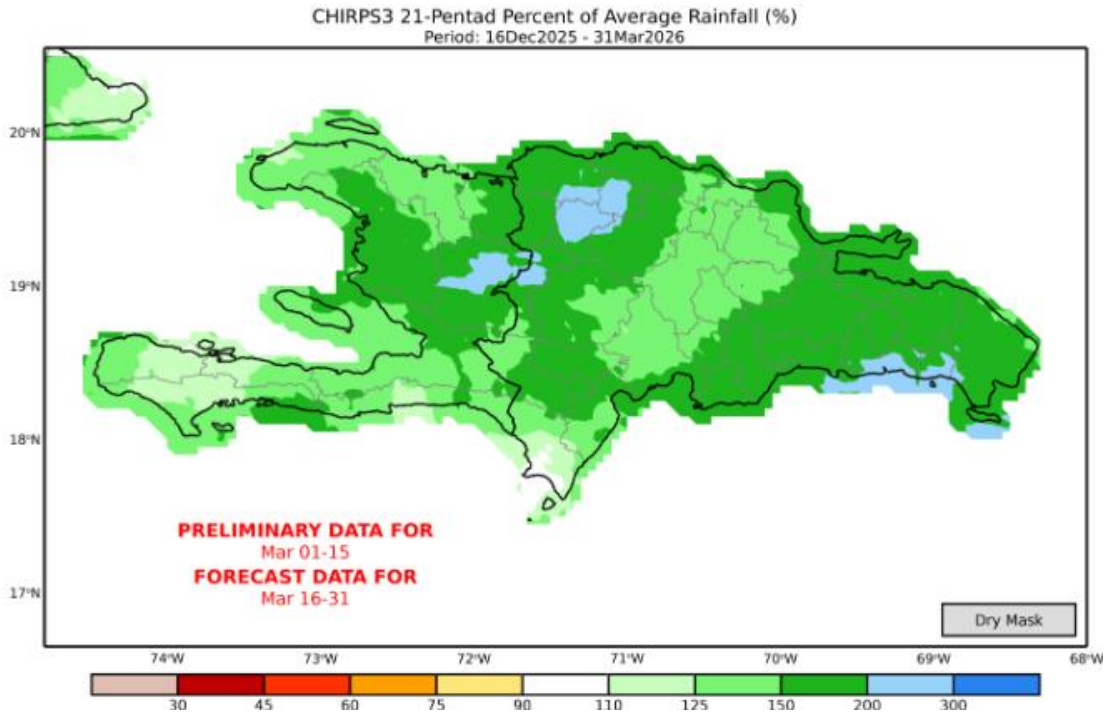 CHIRPS3 21-Pentad Percent of Average Rainfall (%)
Period: 16Dec2025 - 31Mar2026
20°N
19°N
18°N
17°N
PRELIMINARY DATA FOR
Mar 01-15
FORECAST DATA FOR
Mar 16-31
Dry Mask
74°W 73°W 72°W 71°W 70°W 69°W 68°W
30 45 60 75 90 110 125 150 200 300